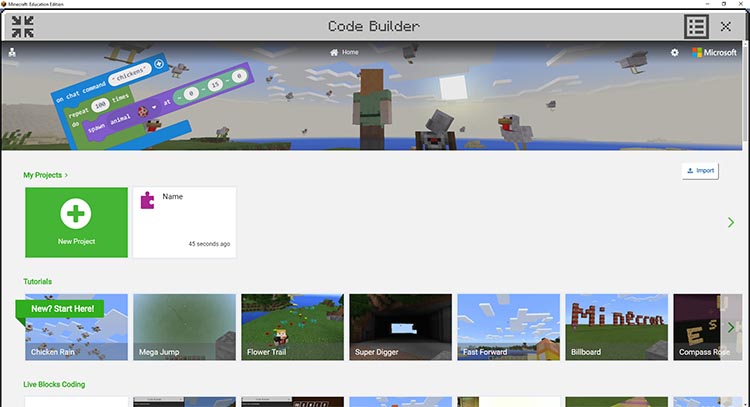 Minecraft: Education Edition
Code Builder
Home
Microsoft
on chat command "chickens"
repeat 100 times
do spawn animal at ~ 0 ~ 15 ~ 0
My Projects
Import
New Project
Name
45 seconds ago
Tutorials
New? Start Here!
Chicken Rain
Mega Jump
Flower Trail
Super Digger
Fast Forward
Minecraft
Billboard
Compass Rose
Live Blocks Coding